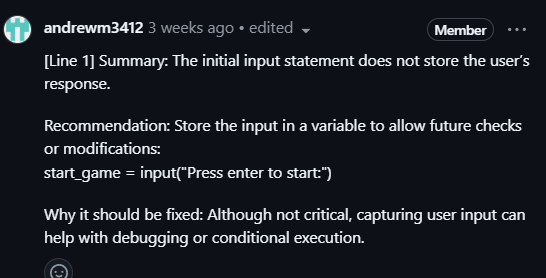 andrewm3412 3 weeks ago • edited
Member
[Line 1] Summary: The initial input statement does not store the user’s
response.
Recommendation: Store the input in a variable to allow future checks
or modifications:
start_game = input("Press enter to start:")
Why it should be fixed: Although not critical, capturing user input can
help with debugging or conditional execution.